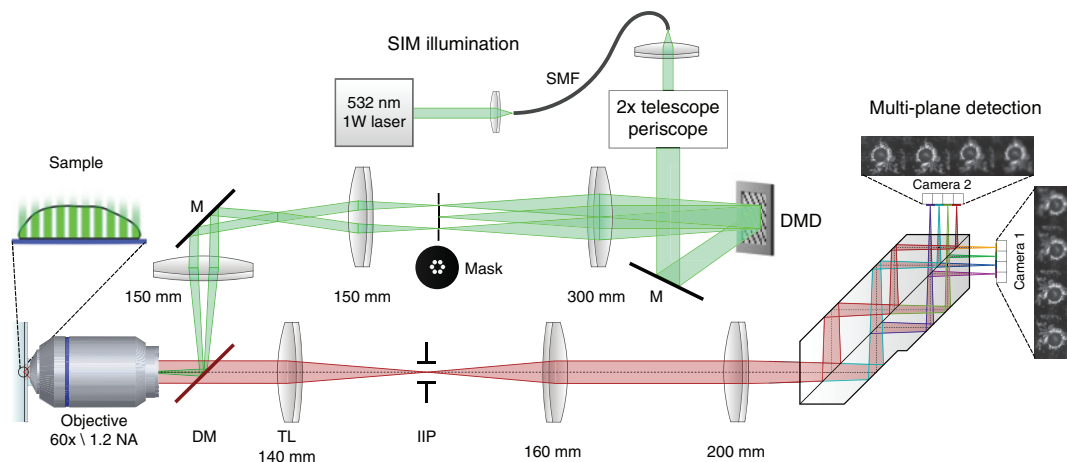 SIM illumination
SMF
532 nm
1W laser
2x telescope
periscope
Multi-plane detection
Sample
Camera 2
M
DMD
Camera 1
Mask
M
150 mm
150 mm
300 mm
Objective
60x \ 1.2 NA
DM
TL
140 mm
IIP
160 mm
200 mm